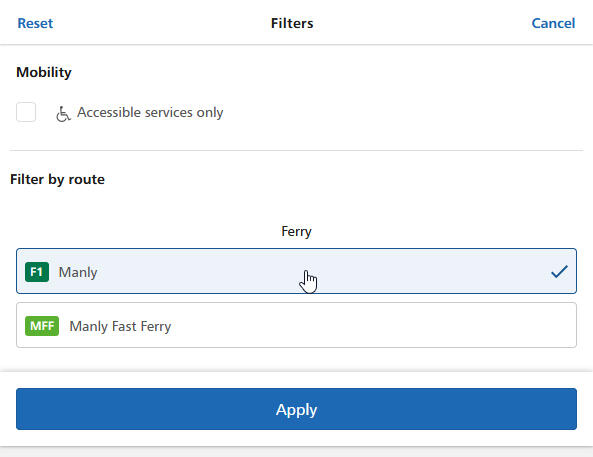 Reset Filters Cancel
Mobility
Accessible services only
Filter by route
Ferry
F1 Manly
MFF Manly Fast Ferry
Apply